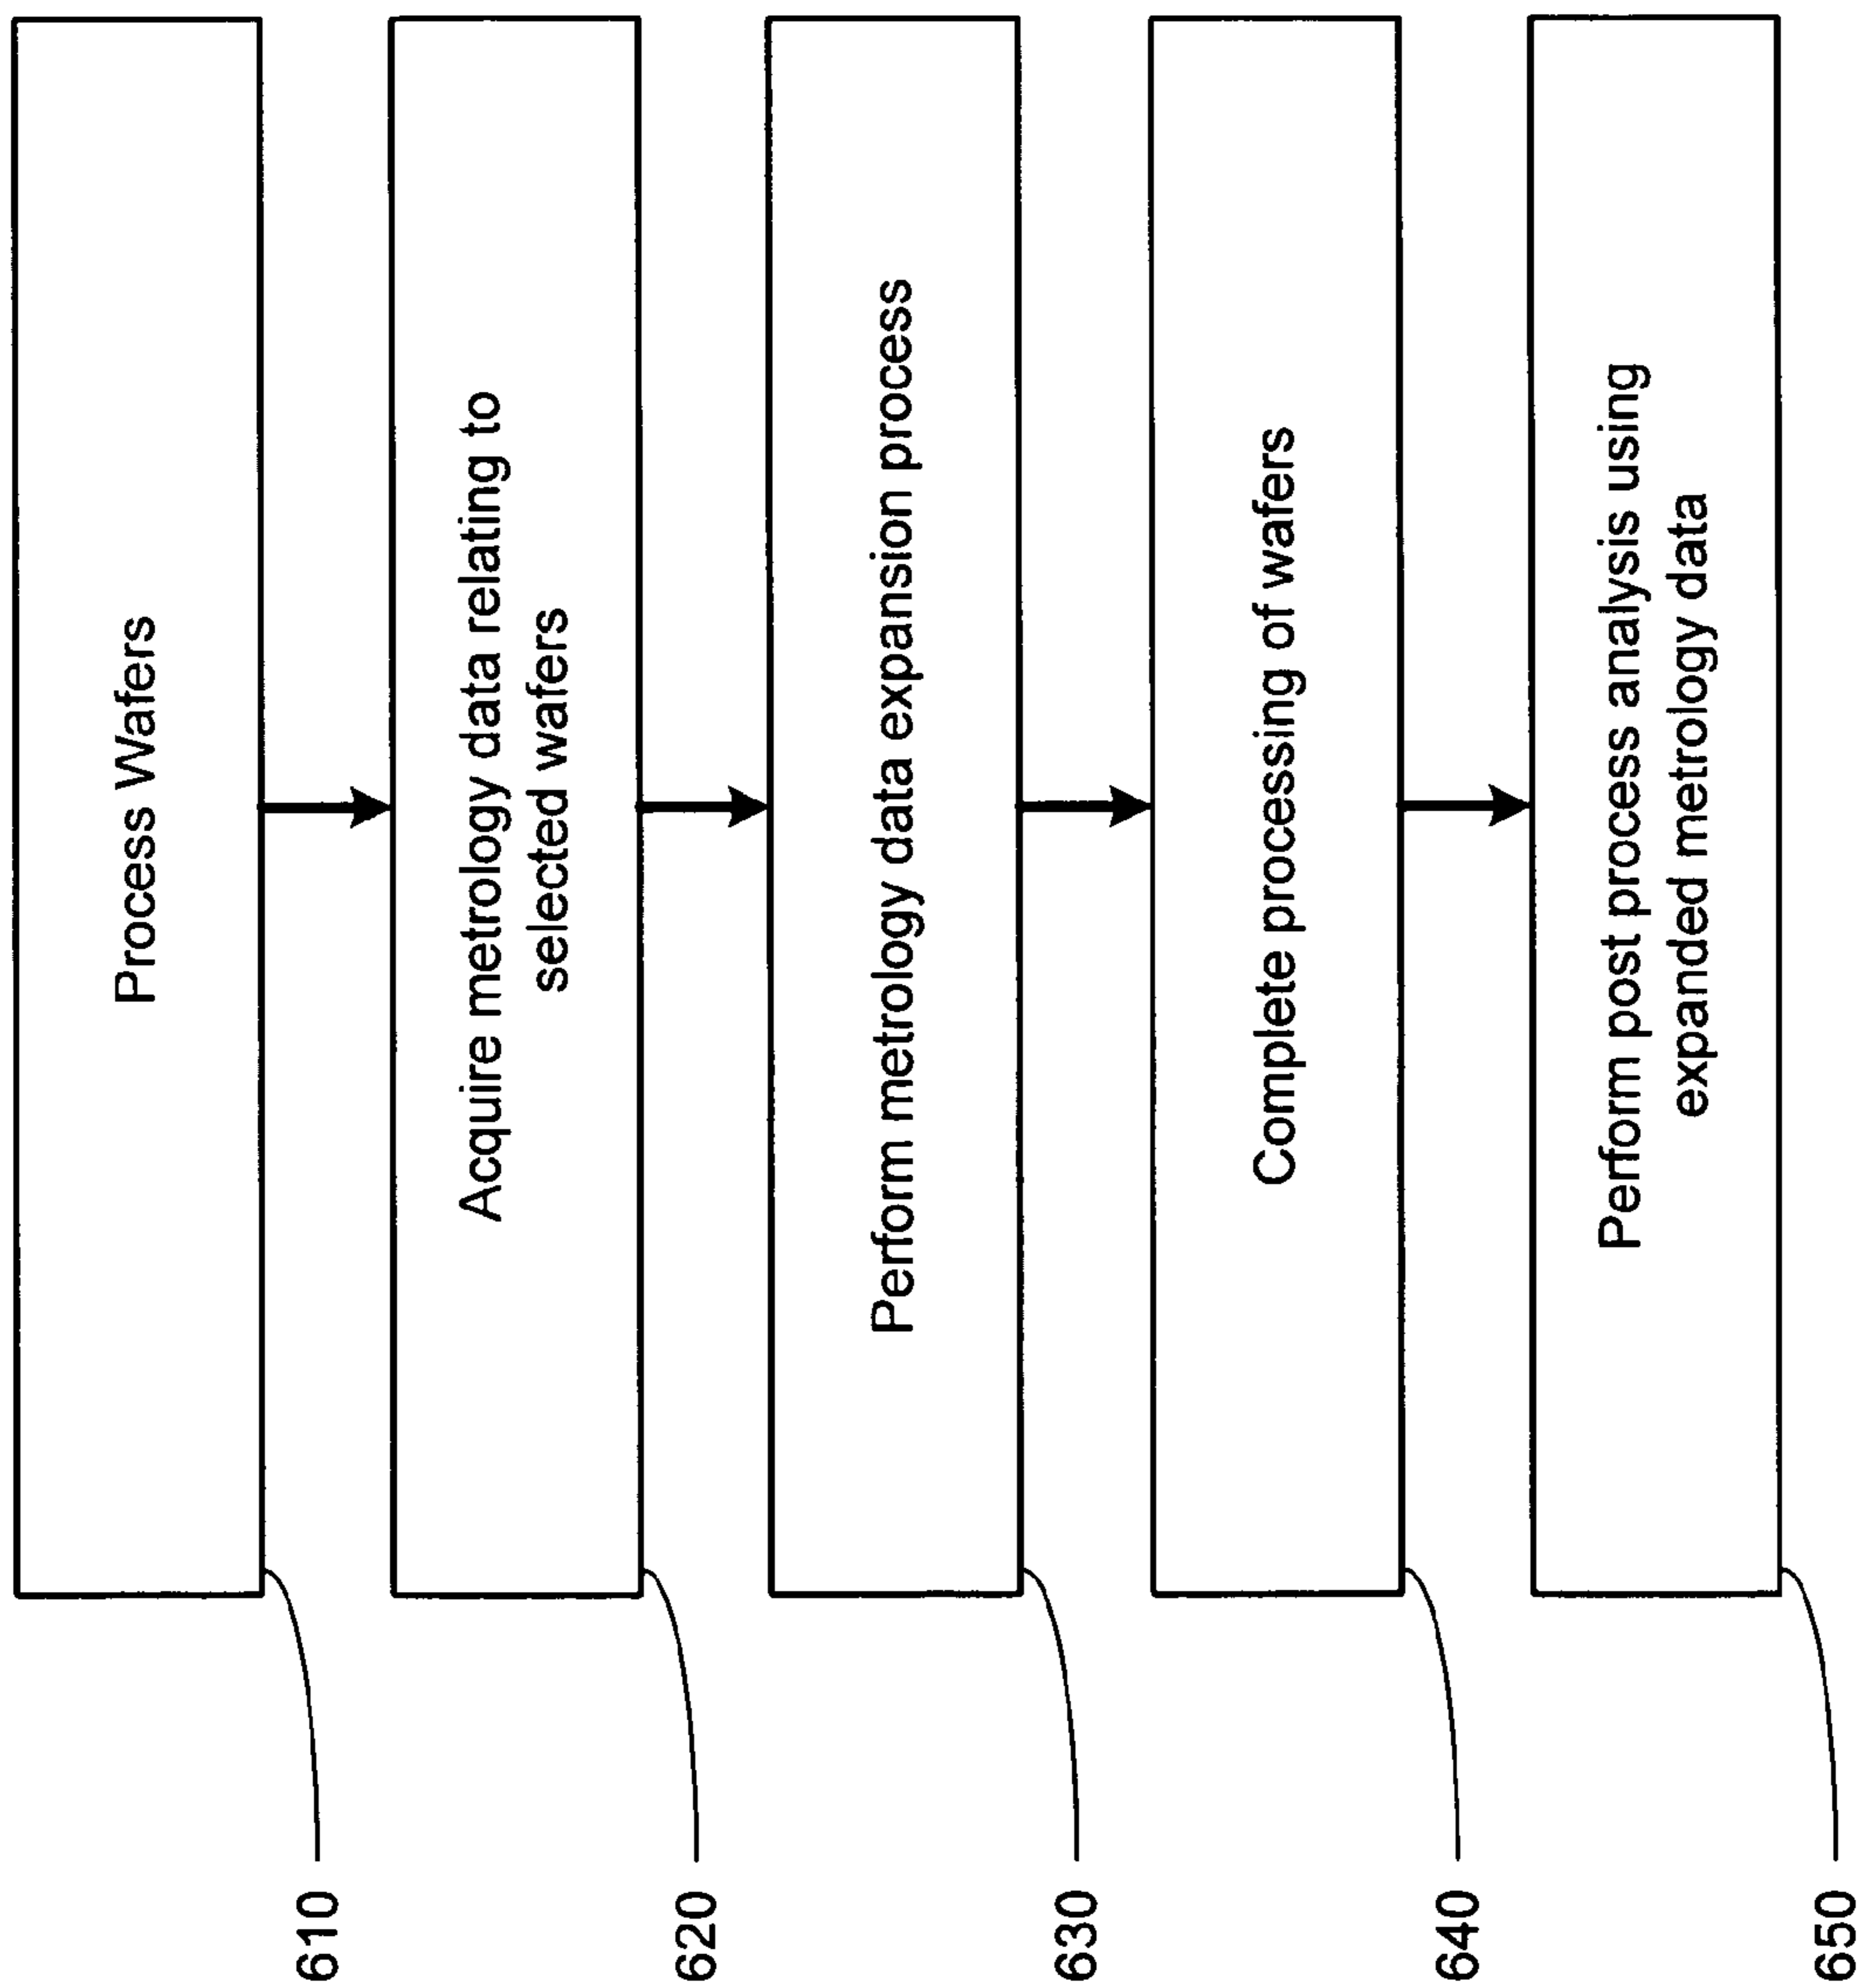 Process Wafers
610
Acquire metrology data relating to
selected wafers
620
Perform metrology data expansion process
630
Complete processing of wafers
640
Perform post process analysis using
expanded metrology data
650